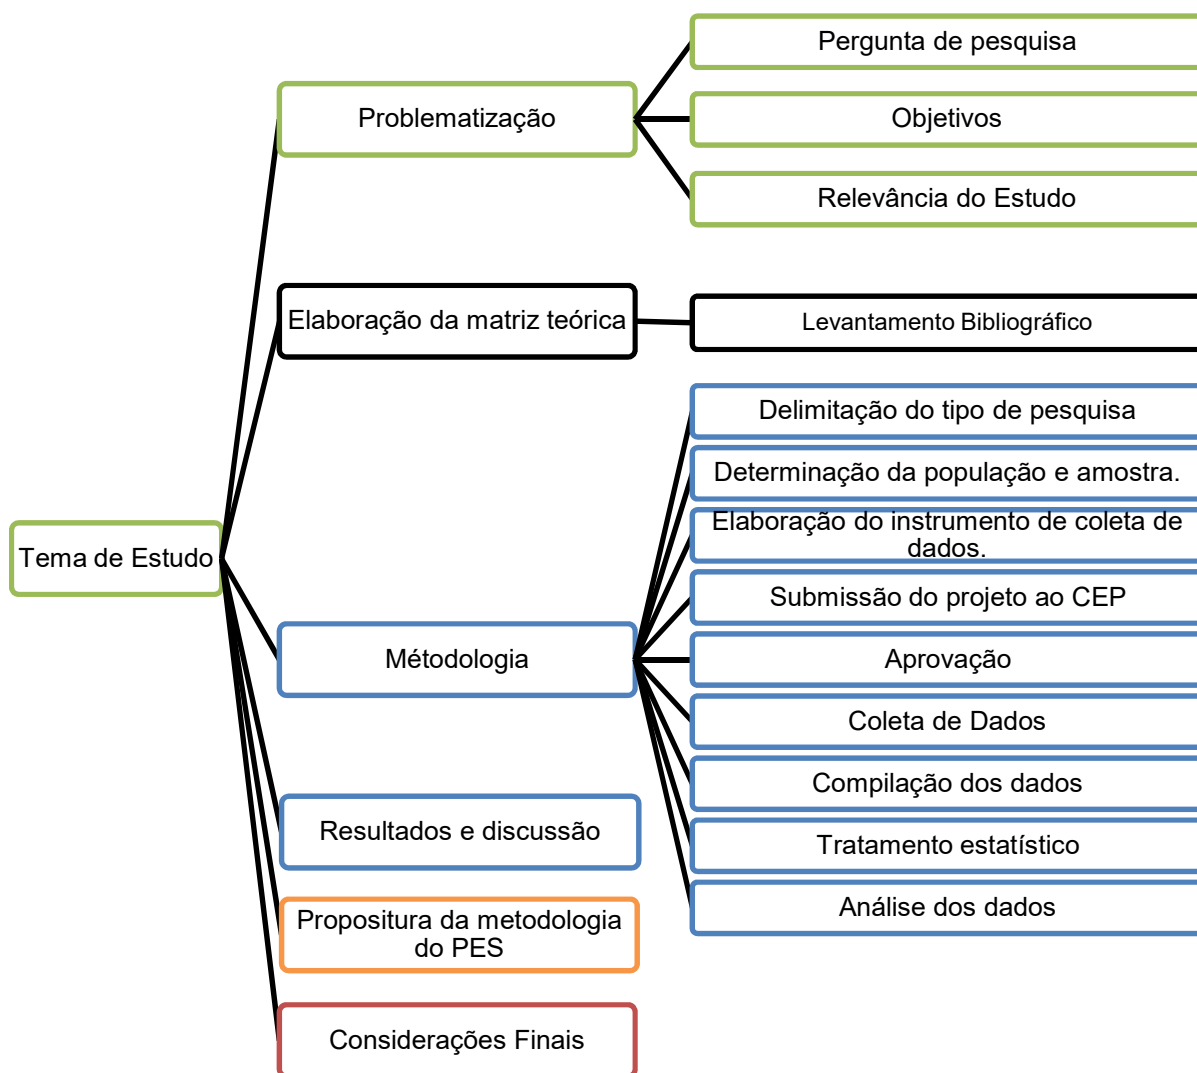 Pergunta de pesquisa
Problematização
Objetivos
Relevância do Estudo
Elaboração da matriz teórica
Levantamento Bibliográfico
Delimitação do tipo de pesquisa
Determinação da população e amostra.
Elaboração do instrumento de coleta de
dados.
Tema de Estudo
Submissão do projeto ao CEP
Métodologia
Aprovação
Coleta de Dados
Compilação dos dados
Resultados e discussão
Tratamento estatístico
Análise dos dados
Propositura da metodologia
do PES
Considerações Finais